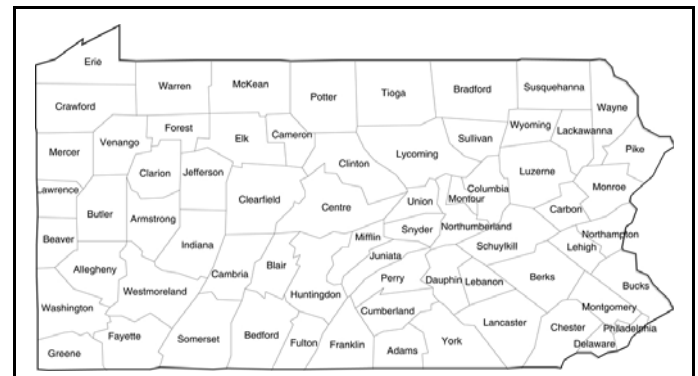 Erie
Warren
McKean
Potter
Tioga
Bradford
Susquehanna
Wayne
Crawford
Forest
Elk
Cameron
Sullivan
Wyoming
Lackawanna
Pike
Mercer
Venango
Clarion
Jefferson
Clinton
Lycoming
Luzerne
Monroe
Lawrence
Butler
Armstrong
Clearfield
Centre
Union
Montour
Columbia
Carbon
Northampton
Beaver
Indiana
Mifflin
Snyder
Northumberland
Schuylkill
Lehigh
Allegheny
Westmoreland
Cambria
Blair
Huntingdon
Juniata
Perry
Dauphin
Lebanon
Berks
Bucks
Washington
Cumberland
Lancaster
Montgomery
Greene
Fayette
Somerset
Bedford
Fulton
Franklin
Adams
York
Chester
Delaware
Philadelphia